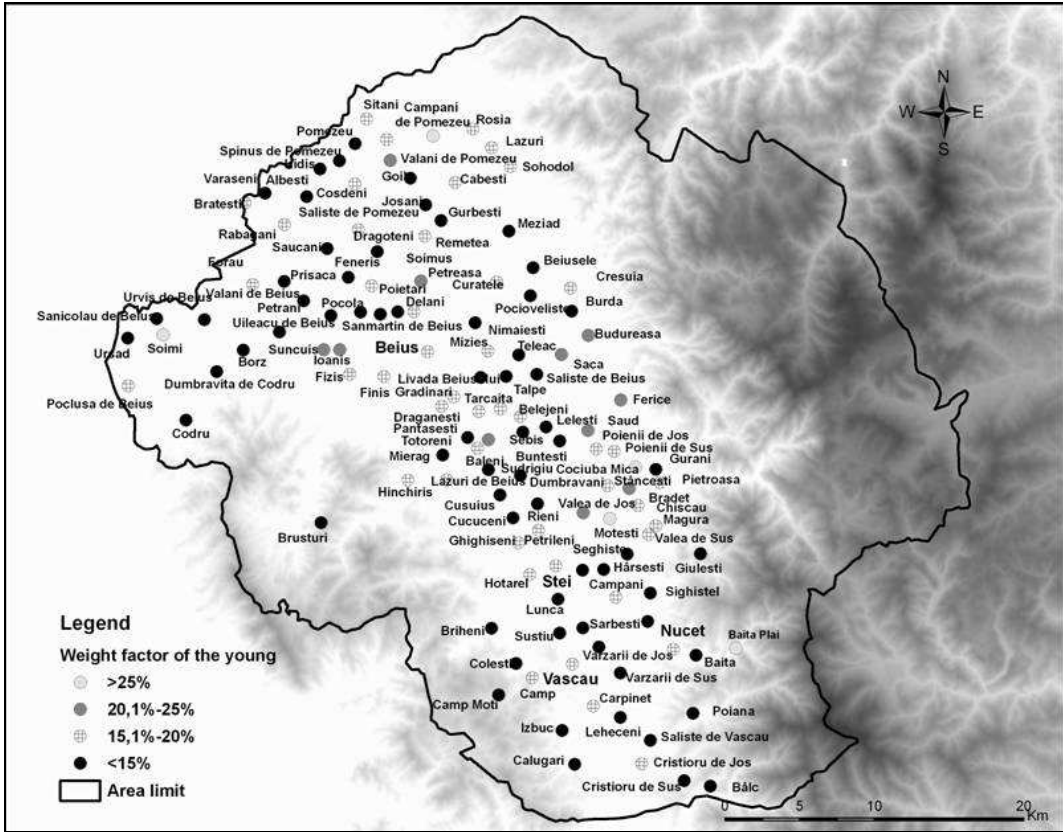 N
W E
S
Sitani
Campani
de Pomezeu
Rosia
Pomezeu
Lazuri
Spinus de Pomezeu
Valani de Pomezeu
Sohodol
Vidis
Goila
Varaseni
Albesti
Cabesti
Cosdeni
Bratesti
Josani
Saliste de Pomezeu
Gurbesti
Meziad
Rabagani
Dragoteni
Remetea
Saucani
Soimus
Forau
Feneris
Petreasa
Beiusele
Prisaca
Curatele
Cresuia
Valani de Beius
Poietari
Urvis de Beius
Petrani
Pocola
Delani
Pocioveliste
Burda
Sanicolau de Beius
Uileacu de Beius
Sanmartin de Beius
Nimaiesti
Budureasa
Ursad
Soimi
Suncuis
Beius
Mizies
Teleac
Borz
Ioanis
Saca
Fizis
Livada Beiusului
Saliste de Beius
Dumbravita de Codru
Finis
Gradinari
Talpe
Poclusa de Beius
Tarcaita
Ferice
Draganesti
Belejeni
Codru
Pantasesti
Lelesti
Saud
Totoreni
Sebis
Poienii de Jos
Mierag
Buntesti
Poienii de Sus
Baleni
Gurani
Sudrigiu
Cociuba Mica
Lazuri de Beius
Dumbravani
Stâncesti
Pietroasa
Hinchiris
Bradet
Cusuius
Valea de Jos
Chiscau
Cucuceni
Rieni
Magura
Brusturi
Motesti
Ghighiseni
Petrileni
Valea de Sus
Seghiste
Hârsesti
Giulesti
Hotarel
Stei
Campani
Sighistel
Lunca
Briheni
Sarbesti
Nucet
Baita Plai
Sustiu
Varzarii de Jos
Baita
Colesti
Vascau
Varzarii de Sus
Camp
Camp Moti
Carpinet
Poiana
Izbuc
Leheceni
Saliste de Vascau
Calugari
Cristioru de Jos
Cristioru de Sus
Bâlc
Legend
Weight factor of the young
>25%
20,1%-25%
15,1%-20%
<15%
Area limit
0 5 10 20
Km